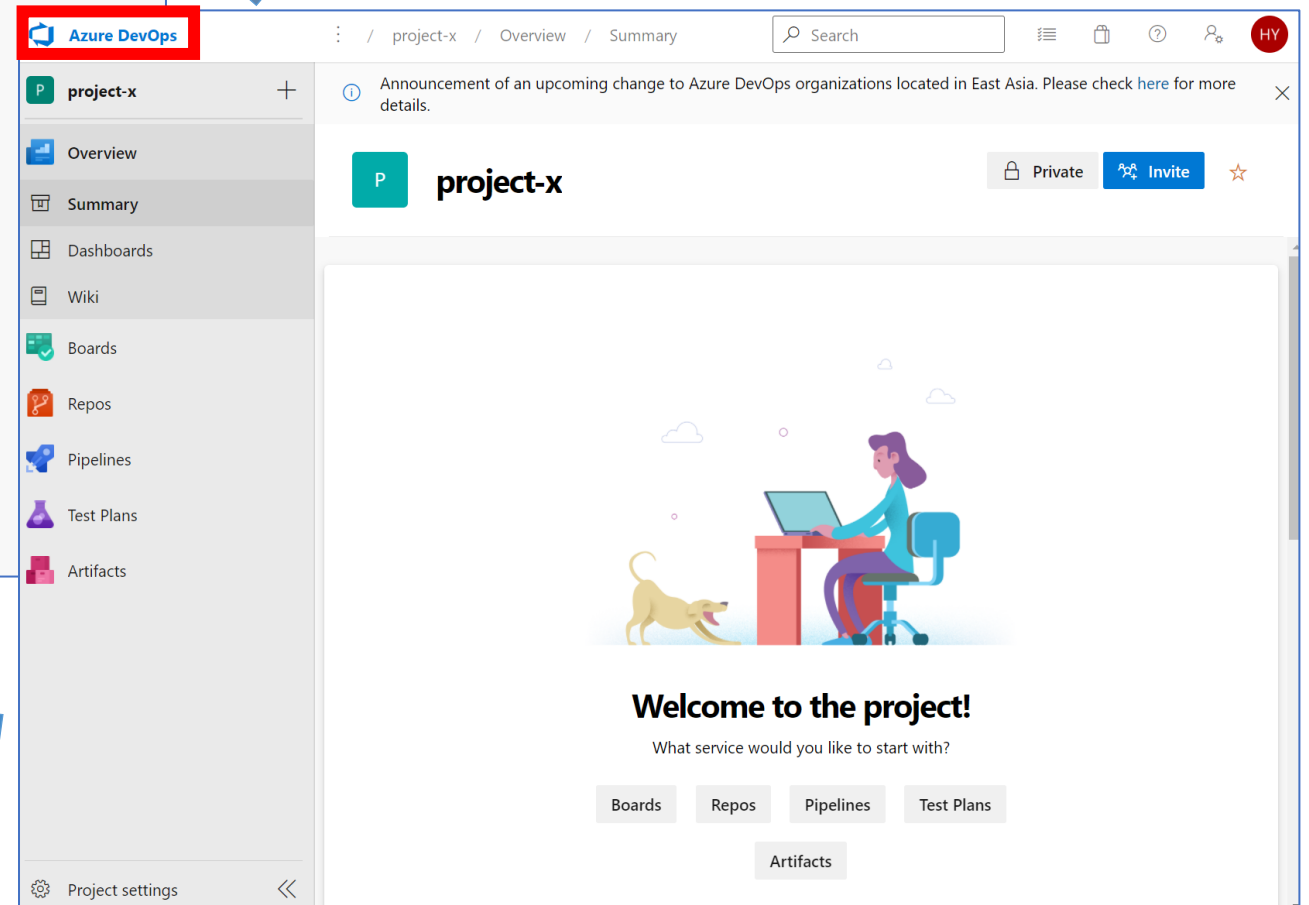 Azure DevOps
/ project-x / Overview / Summary
Search
HY
P project-x
Announcement of an upcoming change to Azure DevOps organizations located in East Asia. Please check here for more
details.
Overview
Summary
Dashboards
Wiki
Boards
Repos
Pipelines
Test Plans
Artifacts
Project settings
P project-x
Private
Invite
Welcome to the project!
What service would you like to start with?
Boards Repos Pipelines Test Plans
Artifacts